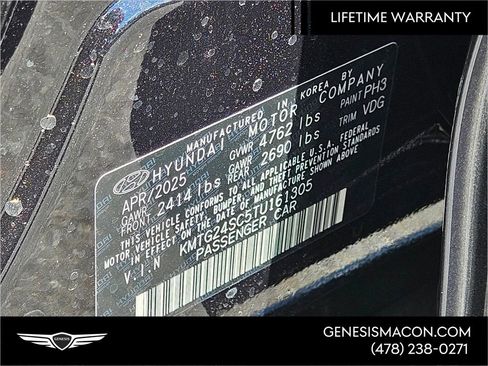 LIFETIME WARRANTY
MANUFACTURED IN KOREA BY
HYUNDAI MOTOR COMPANY
APR/2025 GVWR 4762 lbs PAINT PH3
GAWR FRONT 2414 lbs GAWR REAR 2690 lbs TRIM VDG
THIS VEHICLE CONFORMS TO ALL APPLICABLE U.S.A. FEDERAL
MOTOR VEHICLE SAFETY, BUMPER, AND THEFT PREVENTION STANDARDS
IN EFFECT ON THE DATE OF MANUFACTURE SHOWN ABOVE
V.I.N KMTG24SC5TU161305
PASSENGER CAR
GENESIS
GENESISMACON.COM
(478) 238-0271